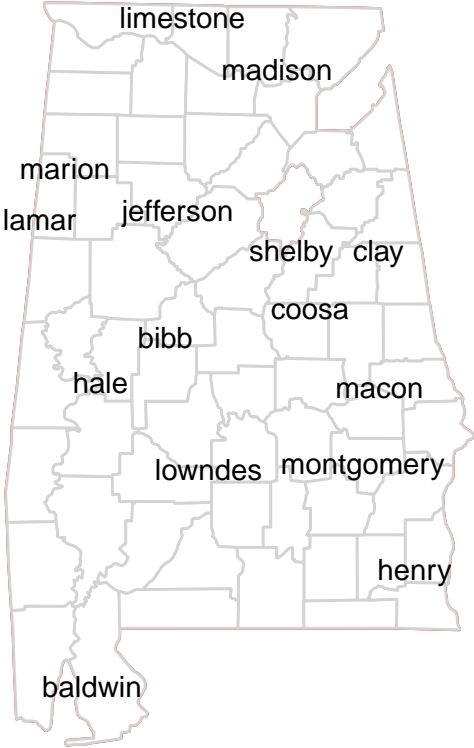 limestone
madison
marion
lamar
jefferson
shelby
clay
coosa
bibb
hale
macon
lowndes
montgomery
henry
baldwin